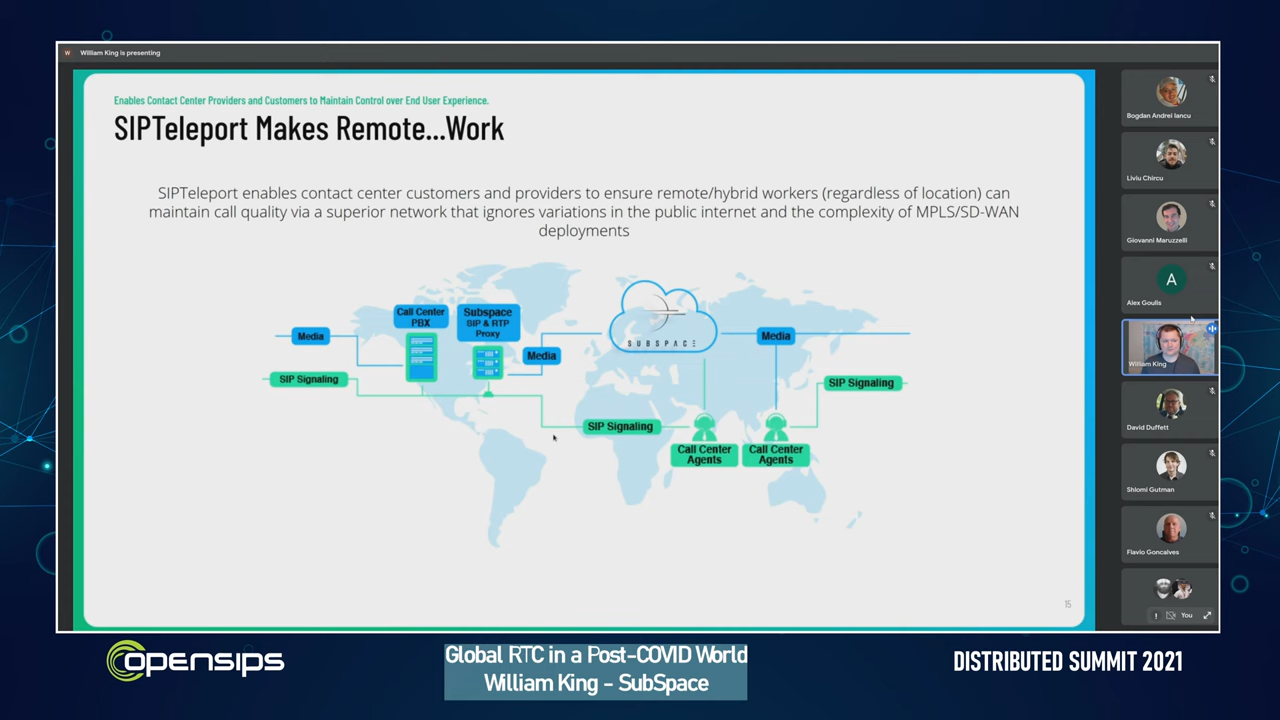 W William King is presenting
Enables Contact Center Providers and Customers to Maintain Control over End User Experience.
SIPTeleport Makes Remote...Work
SIPTeleport enables contact center customers and providers to ensure remote/hybrid workers (regardless of location) can
maintain call quality via a superior network that ignores variations in the public internet and the complexity of MPLS/SD-WAN
deployments
Media
Call Center
PBX
Subspace
SIP & RTP
Proxy
Media
SUBSPACE
Media
SIP Signaling
SIP Signaling
SIP Signaling
Call Center
Agents
Call Center
Agents
15
Bogdan Andrei Iancu
Liviu Chircu
Giovanni Maruzzelli
A
Alex Goulis
William King
David Duffett
Shlomi Gutman
Flavio Goncalves
You
opensips
Global RTC in a Post-COVID World
William King - SubSpace
DISTRIBUTED SUMMIT 2021